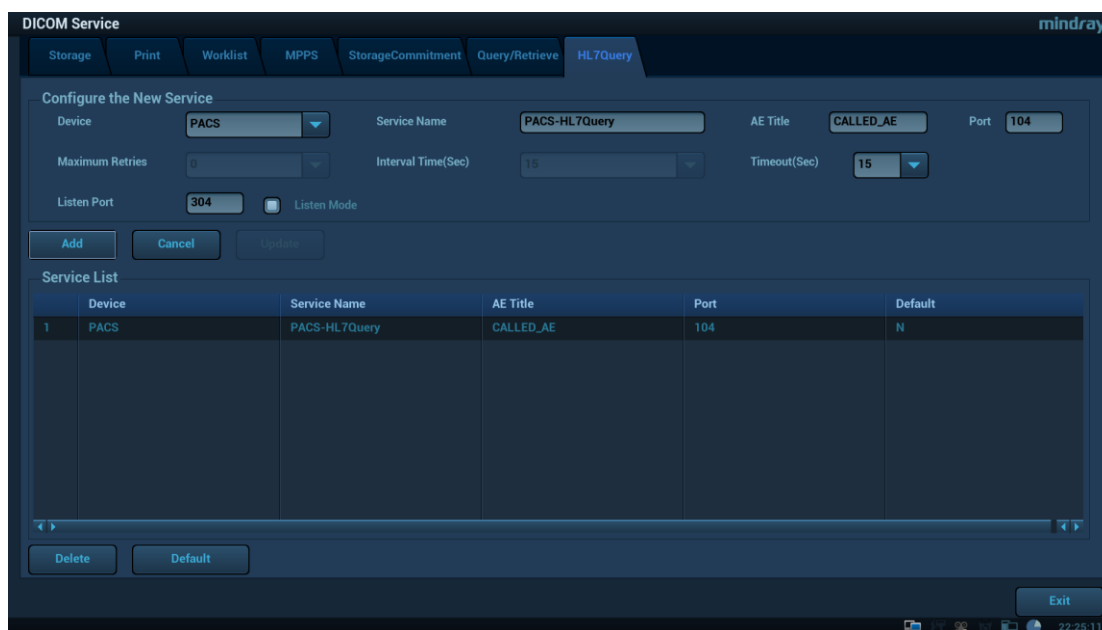 DICOM Service mindray
Storage Print Worklist MPPS StorageCommitment Query/Retrieve HL7Query
Configure the New Service
Device PACS Service Name PACS-HL7Query AE Title CALLED_AE Port 104
Maximum Retries 0 Interval Time(Sec) 15 Timeout(Sec) 15
Listen Port 304 Listen Mode
Add Cancel Update
Service List
Device Service Name AE Title Port Default
1 PACS PACS-HL7Query CALLED_AE 104 N
Delete Default
Exit
22:25:11